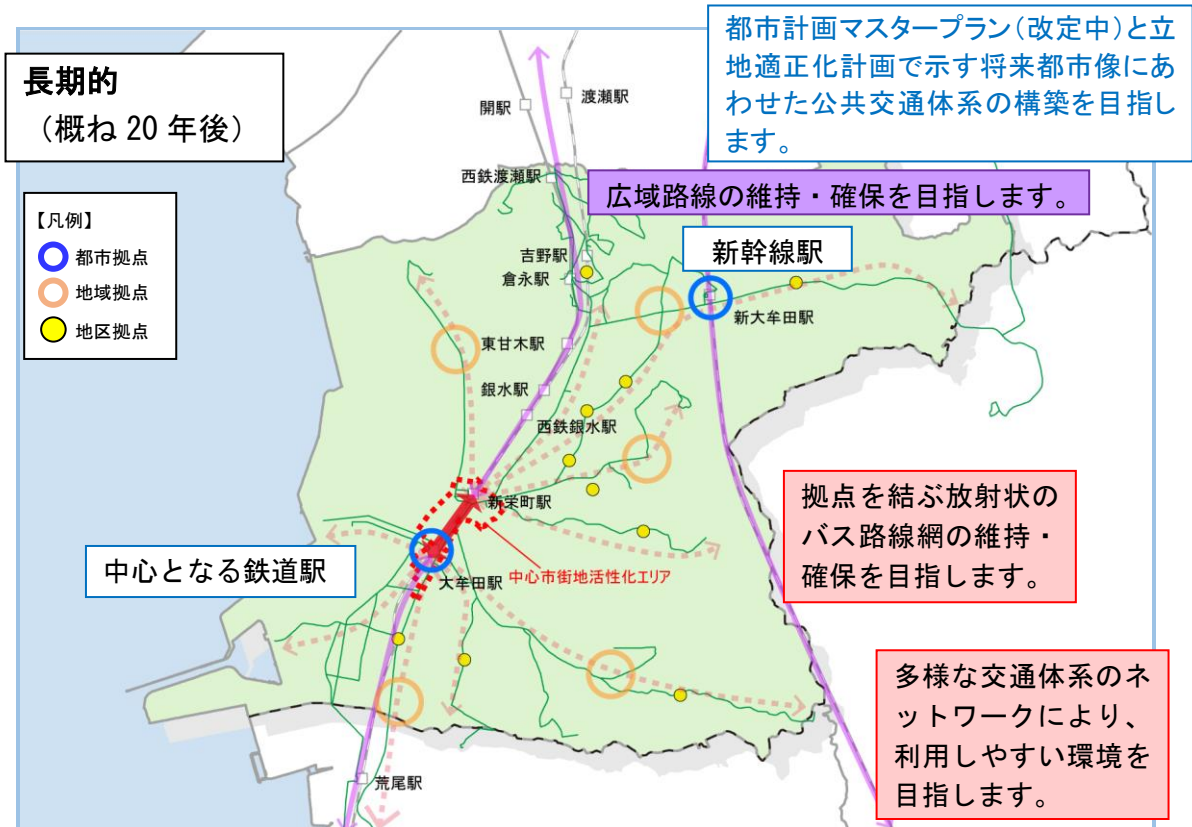 長期的
（概ね 20 年後）
都市計画マスタープラン（改定中）と立
地適正化計画で示す将来都市像にあ
わせた公共交通体系の構築を目指し
ます。
【凡例】
都市拠点
地域拠点
地区拠点
渡瀬駅
開駅
西鉄渡瀬駅
広域路線の維持・確保を目指します。
吉野駅
倉永駅
新幹線駅
新大牟田駅
東甘木駅
銀水駅
西鉄銀水駅
新栄町駅
拠点を結ぶ放射状の
バス路線網の維持・
確保を目指します。
中心となる鉄道駅
大牟田駅
中心市街地活性化エリア
多様な交通体系のネ
ットワークにより、
利用しやすい環境を
目指します。
荒尾駅